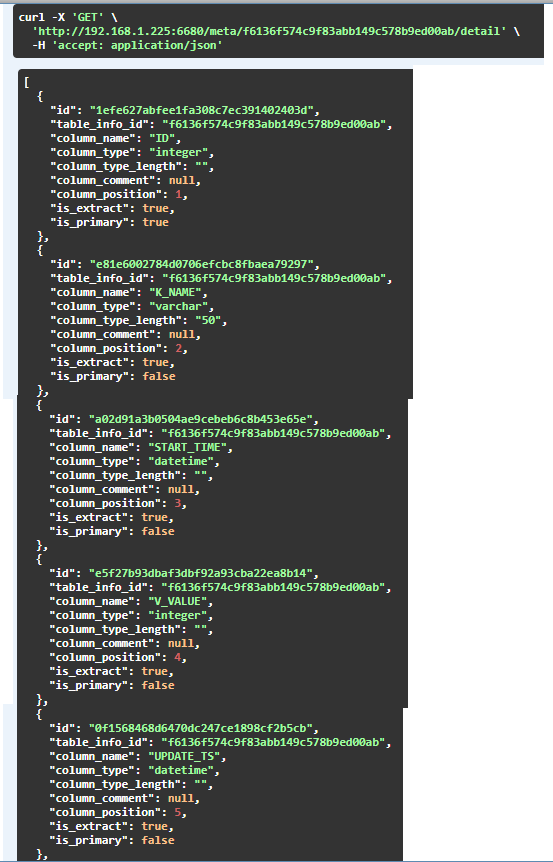 curl -X 'GET' \
'http://192.168.1.225:6680/meta/f6136f574c9f83abb149c578b9ed00ab/detail' \
-H 'accept: application/json'
[
{
"id": "1efe627abfee1fa308c7ec391402403d",
"table_info_id": "f6136f574c9f83abb149c578b9ed00ab",
"column_name": "ID",
"column_type": "integer",
"column_type_length": "",
"column_comment": null,
"column_position": 1,
"is_extract": true,
"is_primary": true
},
{
"id": "e81e6002784d0706efcbc8fbaea79297",
"table_info_id": "f6136f574c9f83abb149c578b9ed00ab",
"column_name": "K_NAME",
"column_type": "varchar",
"column_type_length": "50",
"column_comment": null,
"column_position": 2,
"is_extract": true,
"is_primary": false
},
{
"id": "a02d91a3b0504ae9cebeb6c8b453e65e",
"table_info_id": "f6136f574c9f83abb149c578b9ed00ab",
"column_name": "START_TIME",
"column_type": "datetime",
"column_type_length": "",
"column_comment": null,
"column_position": 3,
"is_extract": true,
"is_primary": false
},
{
"id": "e5f27b93dbaf3dbf92a93cba22ea8b14",
"table_info_id": "f6136f574c9f83abb149c578b9ed00ab",
"column_name": "V_VALUE",
"column_type": "integer",
"column_type_length": "",
"column_comment": null,
"column_position": 4,
"is_extract": true,
"is_primary": false
},
{
"id": "0f1568468d6470dc247ce1898cf2b5cb",
"table_info_id": "f6136f574c9f83abb149c578b9ed00ab",
"column_name": "UPDATE_TS",
"column_type": "datetime",
"column_type_length": "",
"column_comment": null,
"column_position": 5,
"is_extract": true,
"is_primary": false
},